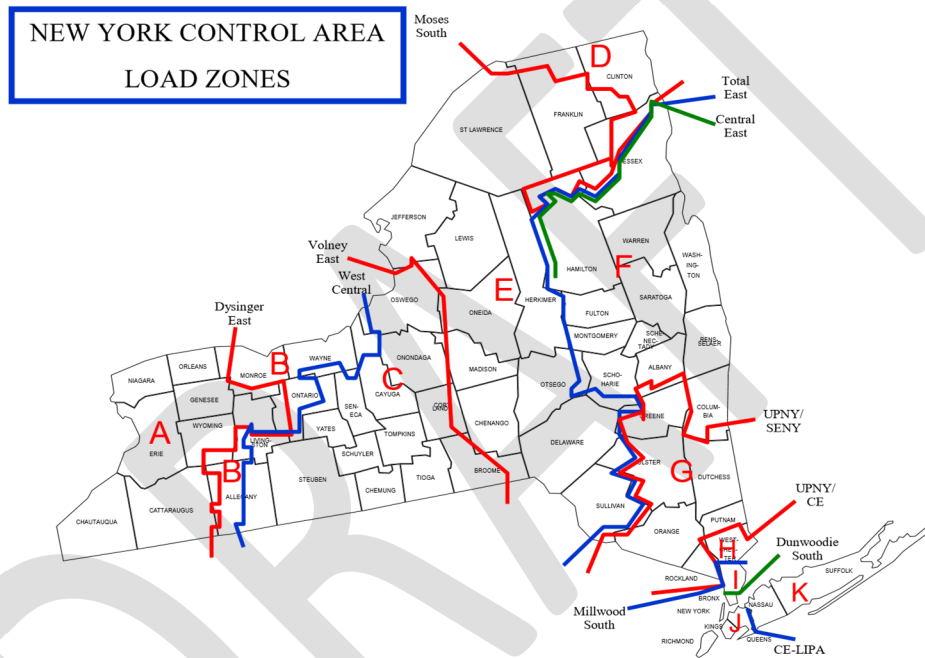 NEW YORK CONTROL AREA
LOAD ZONES
Moses
South
D
CLINTON
Total
East
FRANKLIN
Central
East
ST LAWRENCE
ESSEX
JEFFERSON
LEWIS
WARREN
Volney
East
WASH-
ING-
TON
HAMILTON
F
West
Central
E
OSWEGO
HERKIMER
SARATOGA
ONEIDA
FULTON
Dysinger
East
MONTGOMERY
SCHE-
NEC-
TADY
RENS-
SELAER
WAYNE
ONONDAGA
B
ORLEANS
MONROE
MADISON
ALBANY
NIAGARA
C
OTSEGO
SCHO-
HARIE
ONTARIO
CAYUGA
GENESEE
SEN-
ECA
CORT
LAND
COLUM-
BIA
GREENE
UPNY/
SENY
CHENANGO
WYOMING
YATES
TOMPKINS
A
LIVING-
STON
DELAWARE
ERIE
SCHUYLER
ULSTER
B
BROOME
G
STEUBEN
TIOGA
DUTCHESS
ALLEGANY
CHEMUNG
UPNY/
CE
CATTARAUGUS
SULLIVAN
CHAUTAUQUA
PUTNAM
ORANGE
WEST-
CHES-
TER
H
Dunwoodie
South
SUFFOLK
ROCKLAND
I
K
BRONX
NASSAU
Millwood
South
NEW YORK
J
KINGS
RICHMOND
QUEENS
CE-LIPA